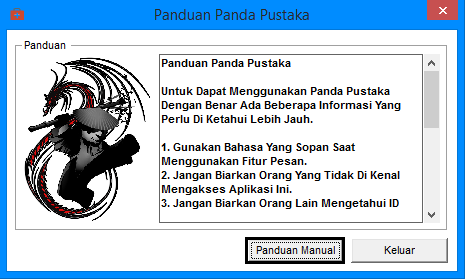 Panduan Panda Pustaka
Panduan
Panduan Panda Pustaka
Untuk Dapat Menggunakan Panda Pustaka
Dengan Benar Ada Beberapa Informasi Yang
Perlu Di Ketahui Lebih Jauh.
1. Gunakan Bahasa Yang Sopan Saat
Menggunakan Fitur Pesan.
2. Jangan Biarkan Orang Yang Tidak Di Kenal
Mengakses Aplikasi Ini.
3. Jangan Biarkan Orang Lain Mengetahui ID
Panduan Manual
Keluar